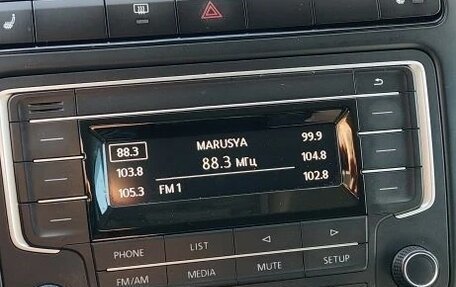 MARUSYA
88.3 МГц
FM 1
88.3
103.8
105.3
99.9
104.8
102.8
PHONE
LIST
SETUP
FM/AM
MEDIA
MUTE